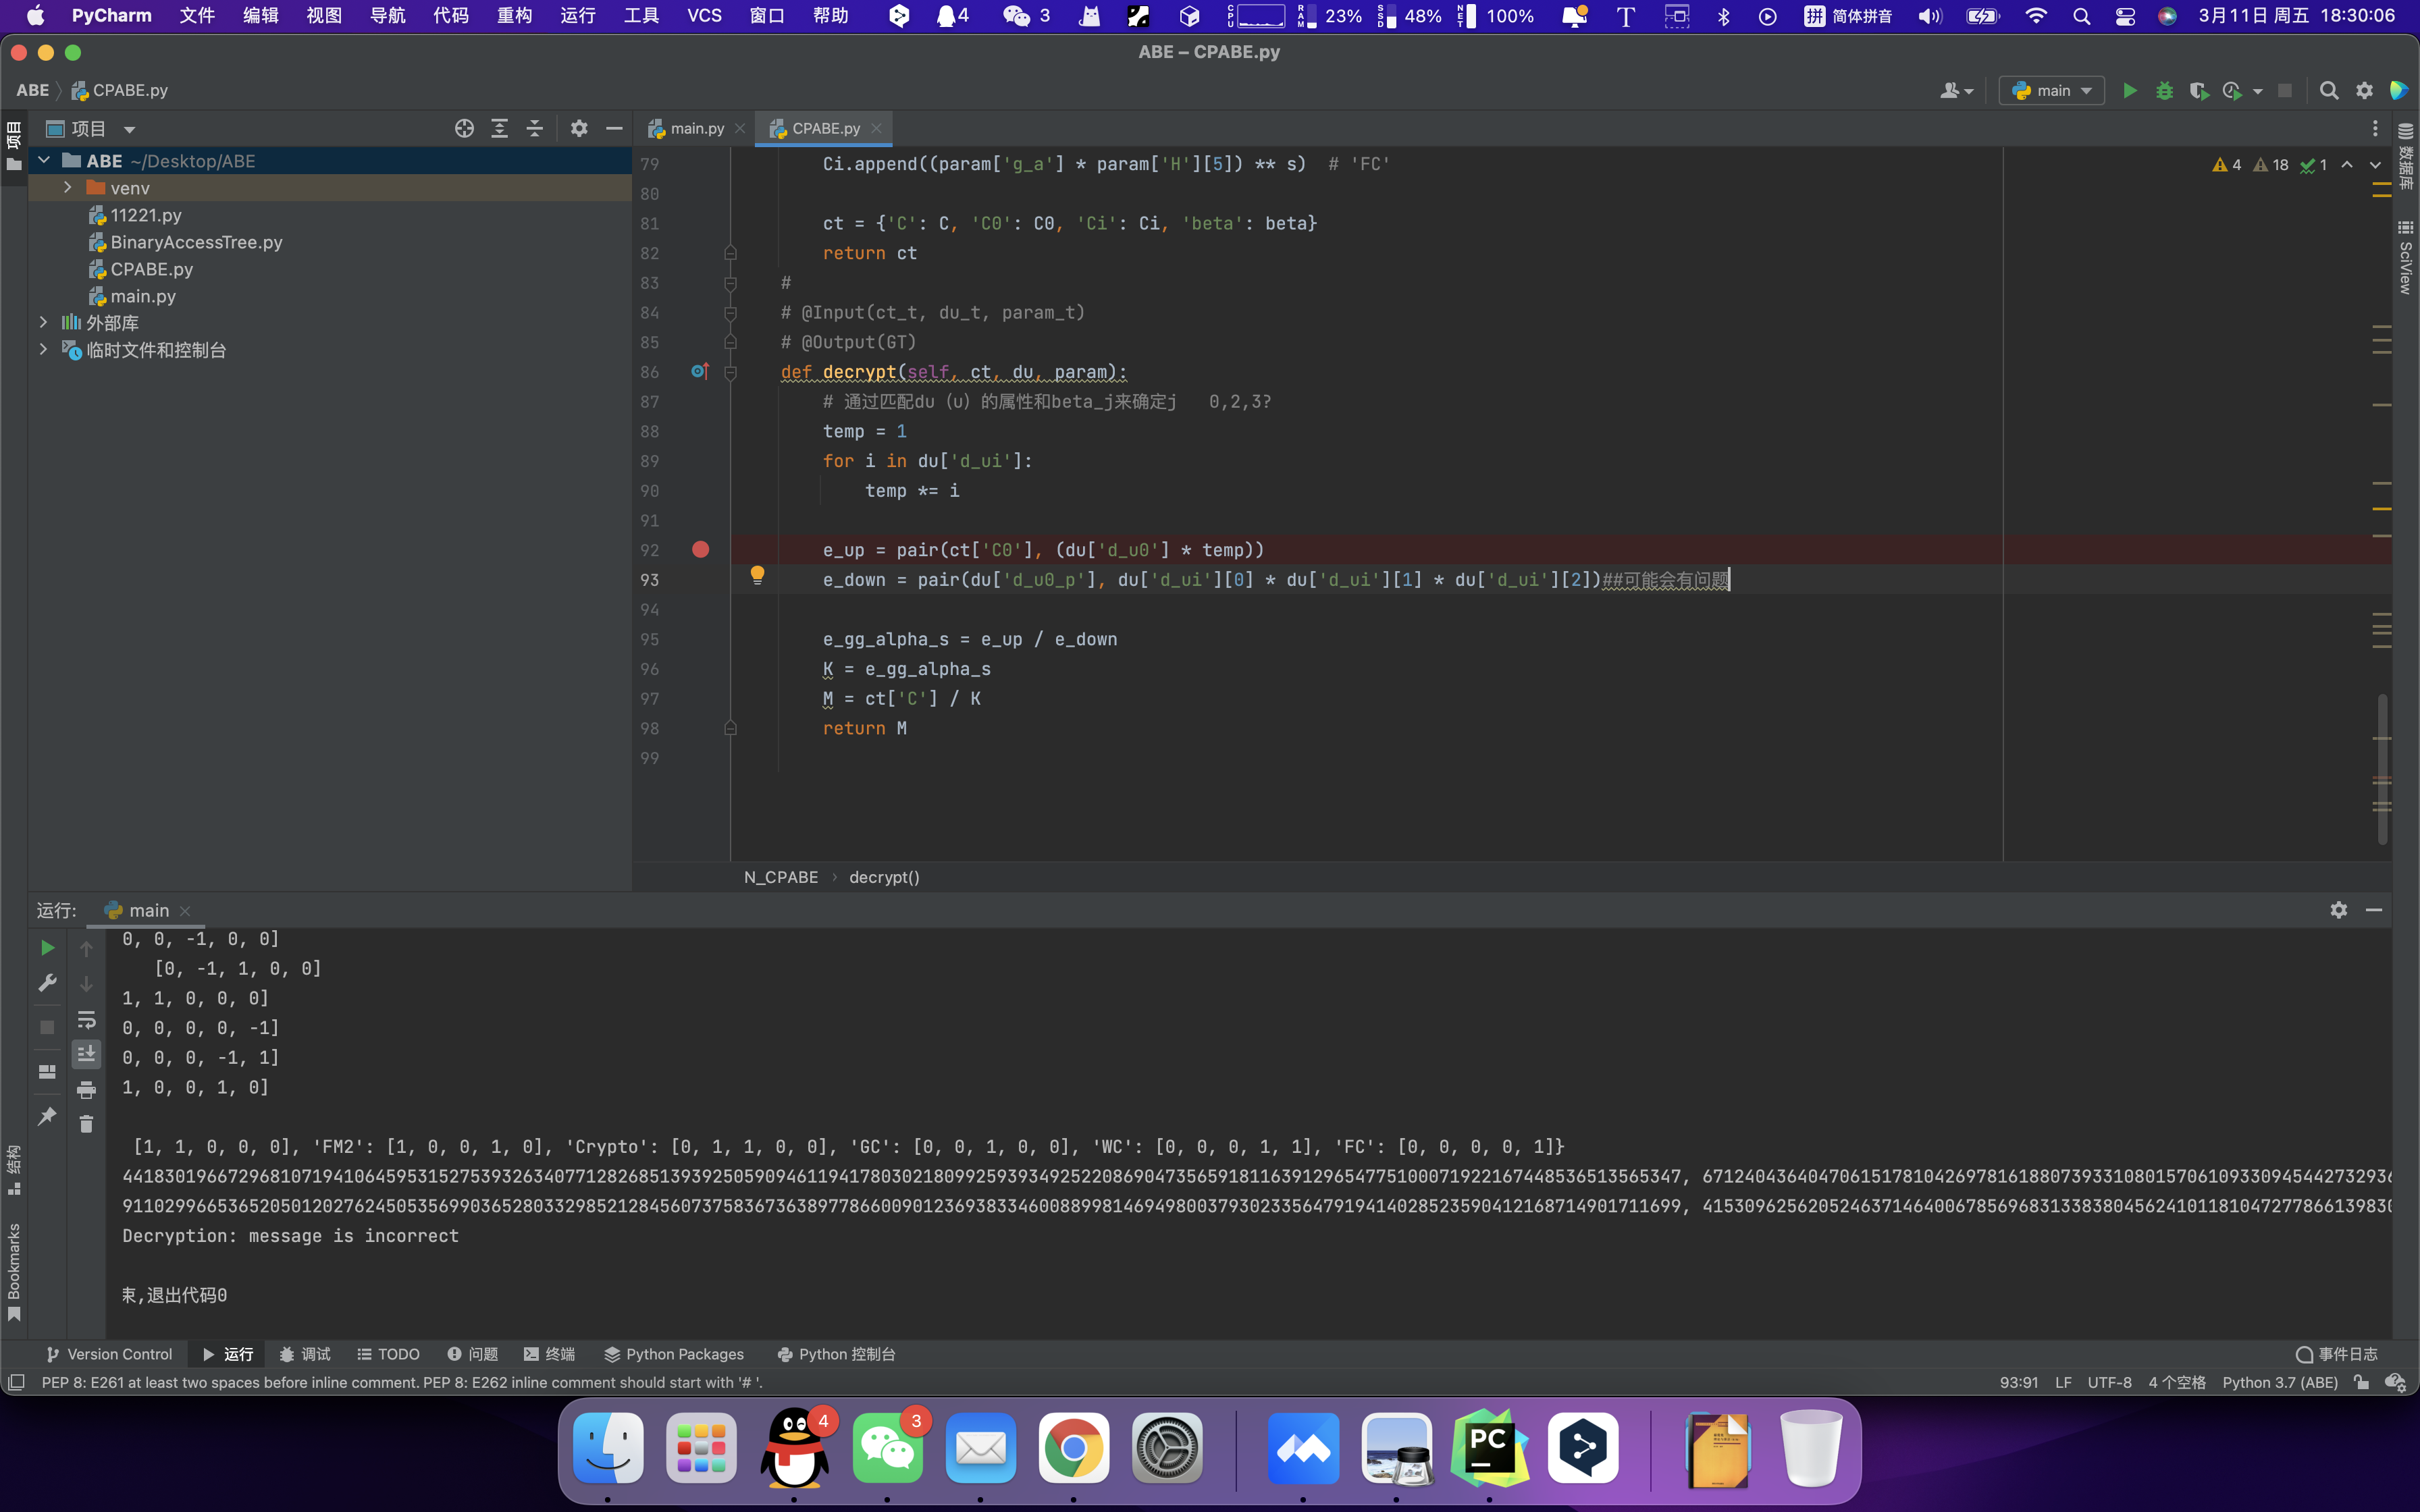 PyCharm 文件 编辑 视图 导航 代码 重构 运行 工具 VCS 窗口 帮助 4 3 CPU RAM 23% SSD 48% NET 100% 拼 简体拼音 3月11日 周五 18:30:06
ABE – CPABE.py
ABE CPABE.py main
项目 main.py CPABE.py
项目
ABE ~/Desktop/ABE
venv
11221.py
BinaryAccessTree.py
CPABE.py
main.py
外部库
临时文件和控制台
4 18 1
数据库
SciView
79 Ci.append((param['g_a'] * param['H'][5]) ** s)  # 'FC'
80
81 ct = {'C': C, 'C0': C0, 'Ci': Ci, 'beta': beta}
82 return ct
83 #
84 # @Input(ct_t, du_t, param_t)
85 # @Output(GT)
86 def decrypt(self, ct, du, param):
87 # 通过匹配du（u）的属性和beta_j来确定j   0,2,3?
88 temp = 1
89 for i in du['d_ui']:
90 temp *= i
91
92 e_up = pair(ct['C0'], (du['d_u0'] * temp))
93 e_down = pair(du['d_u0_p'], du['d_ui'][0] * du['d_ui'][1] * du['d_ui'][2])##可能会有问题
94
95 e_gg_alpha_s = e_up / e_down
96 K = e_gg_alpha_s
97 M = ct['C'] / K
98 return M
99
N_CPABE › decrypt()
运行: main
0, 0, -1, 0, 0]
[0, -1, 1, 0, 0]
1, 1, 0, 0, 0]
0, 0, 0, 0, -1]
0, 0, 0, -1, 1]
1, 0, 0, 1, 0]
[1, 1, 0, 0, 0], 'FM2': [1, 0, 0, 1, 0], 'Crypto': [0, 1, 1, 0, 0], 'GC': [0, 0, 1, 0, 0], 'WC': [0, 0, 0, 1, 1], 'FC': [0, 0, 0, 0, 1]}
Decryption: message is incorrect
束,退出代码0
结构
Bookmarks
Version Control 运行 调试 TODO 问题 终端 Python Packages Python 控制台 事件日志
PEP 8: E261 at least two spaces before inline comment. PEP 8: E262 inline comment should start with '# '. 93:91 LF UTF-8 4 个空格 Python 3.7 (ABE)
4 3 PC